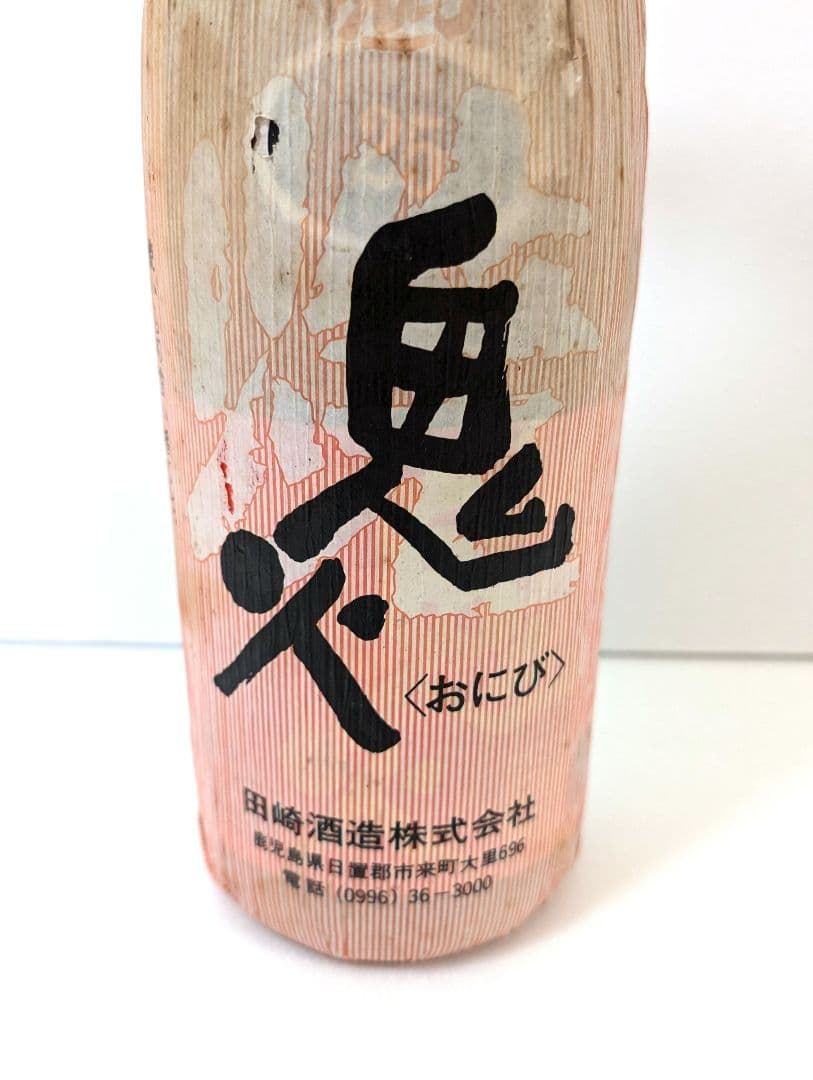 鬼火
〈おにび〉
田崎酒造株式会社
鹿児島県日置郡市来町大里696
電話(0996)36-3000